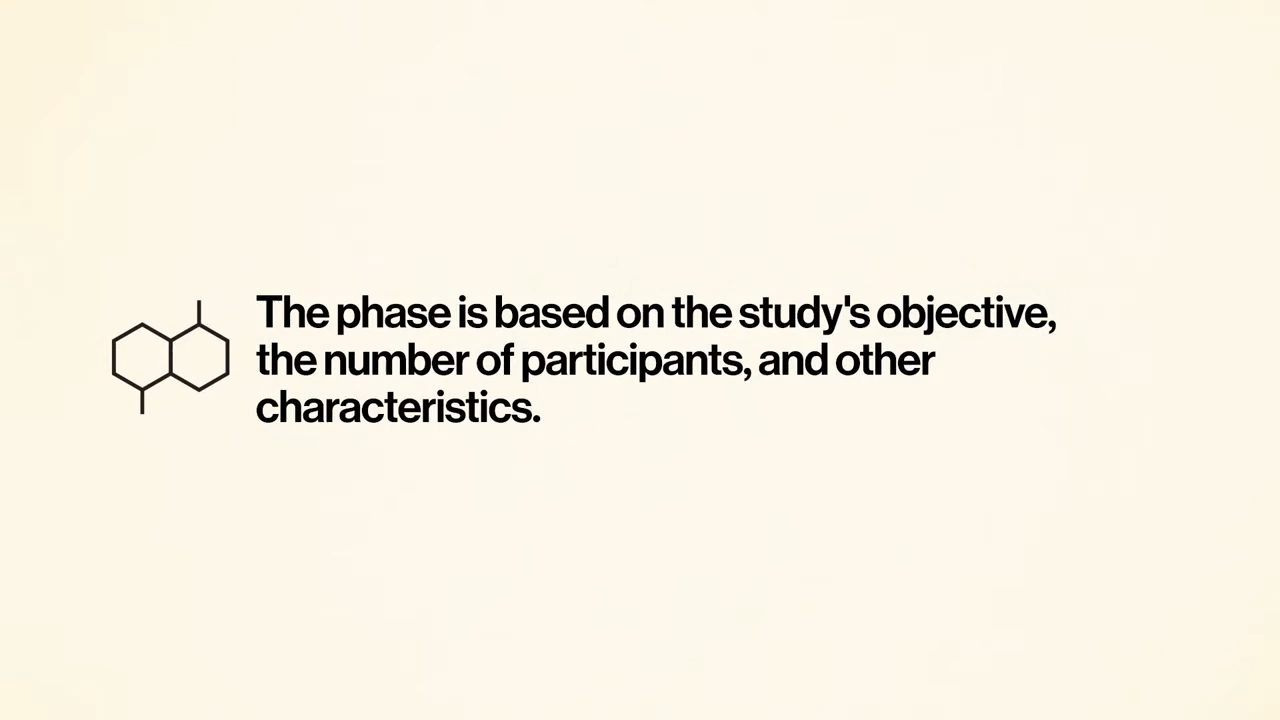 The phase is based on the study's objective,
the number of participants, and other
characteristics.